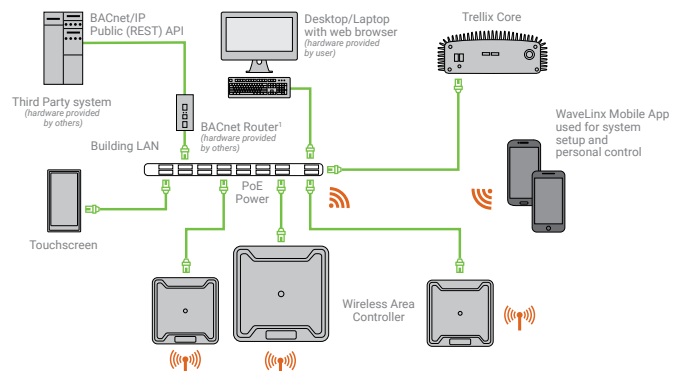 BACnet/IP
Public (REST) API
Desktop/Laptop
with web browser
(hardware provided
by user)
Trellix Core
Third Party system
(hardware provided
by others)
BACnet Router1
(hardware provided
by others)
Building LAN
WaveLinx Mobile App
used for system
setup and
personal control
PoE
Power
Touchscreen
Wireless Area
Controller